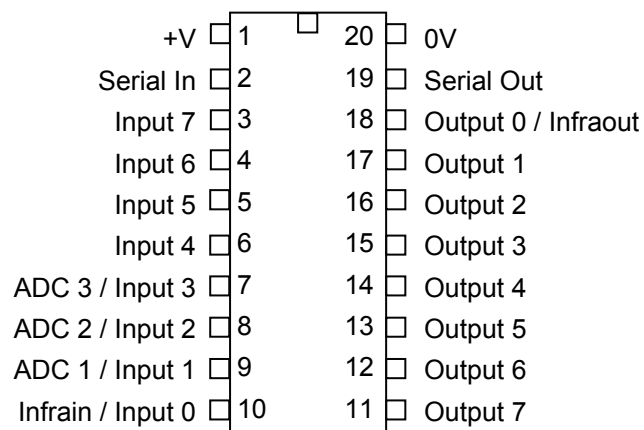 +V 1 20 0V
Serial In 2 19 Serial Out
Input 7 3 18 Output 0 / Infraout
Input 6 4 17 Output 1
Input 5 5 16 Output 2
Input 4 6 15 Output 3
ADC 3 / Input 3 7 14 Output 4
ADC 2 / Input 2 8 13 Output 5
ADC 1 / Input 1 9 12 Output 6
Infrain / Input 0 10 11 Output 7